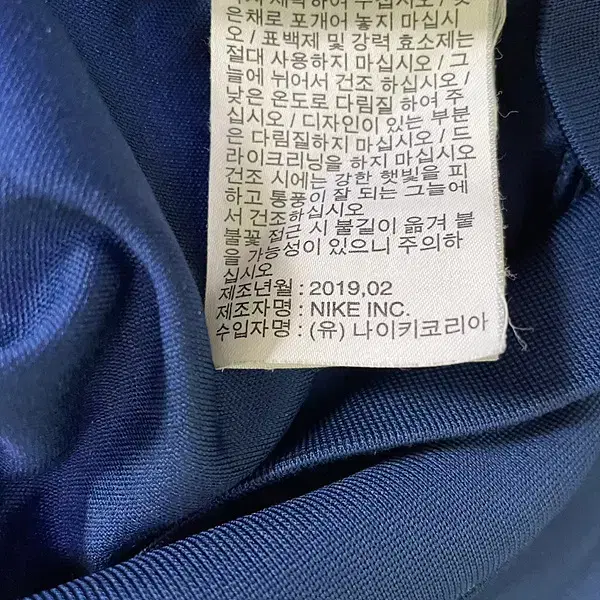 은채로 포개어 놓지 마십시
오 / 표백제 및 강력 효소제는
절대 사용하지 마십시오 / 그
늘에 뉘어서 건조 하십시오 /
낮은 온도로 다림질 하여 주
십시오 / 디자인이 있는 부분
은 다림질하지 마십시오 / 드
라이크리닝을 하지 마십시오
건조 시에는 강한 햇빛을 피
하고 통풍이 잘 되는 그늘에
서 건조하십시오
불꽃 접근 시 불길이 옮겨 붙
을 가능성이 있으니 주의하
십시오
제조년월 : 2019.02
제조자명 : NIKE INC.
수입자명 : (유) 나이키코리아